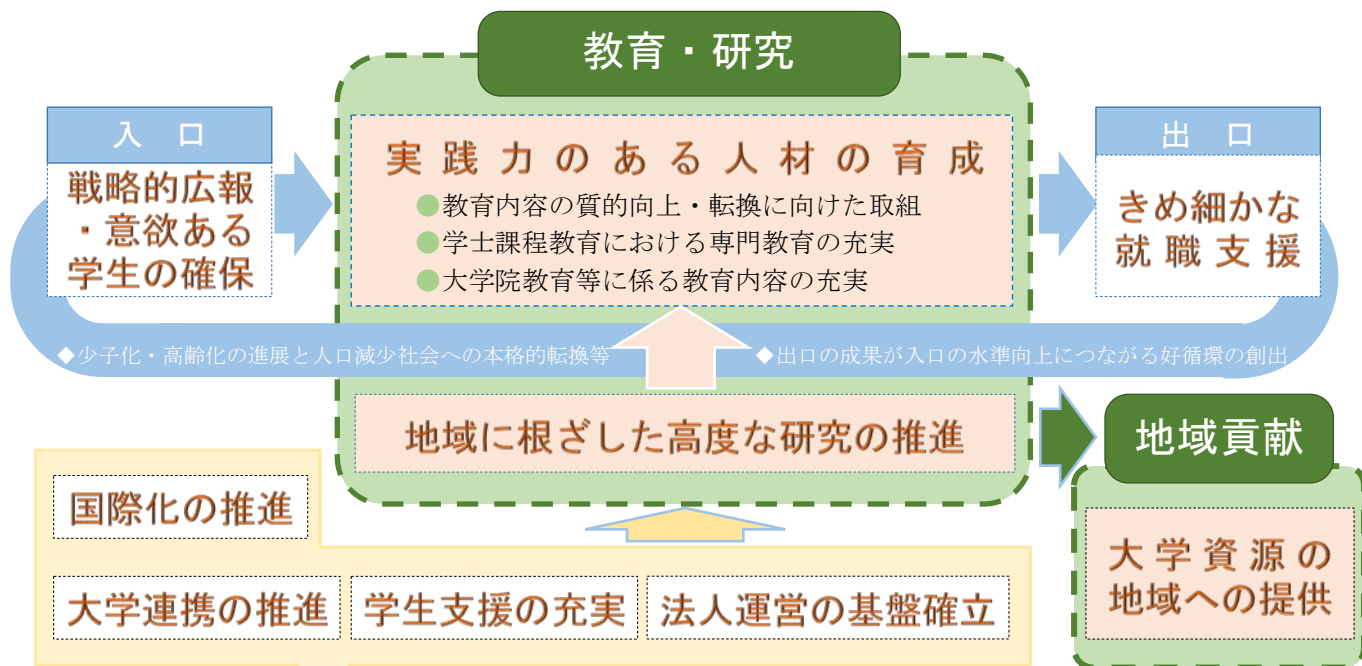 教育・研究
入口
戦略的広報
・意欲ある
学生の確保
実践力のある人材の育成
●教育内容の質的向上・転換に向けた取組
●学士課程教育における専門教育の充実
●大学院教育等に係る教育内容の充実
出口
きめ細かな
就職支援
◆少子化・高齢化の進展と人口減少社会への本格的転換等
◆出口の成果が入口の水準向上につながる好循環の創出
地域に根ざした高度な研究の推進
地域貢献
大学資源の
地域への提供
国際化の推進
大学連携の推進
学生支援の充実
法人運営の基盤確立